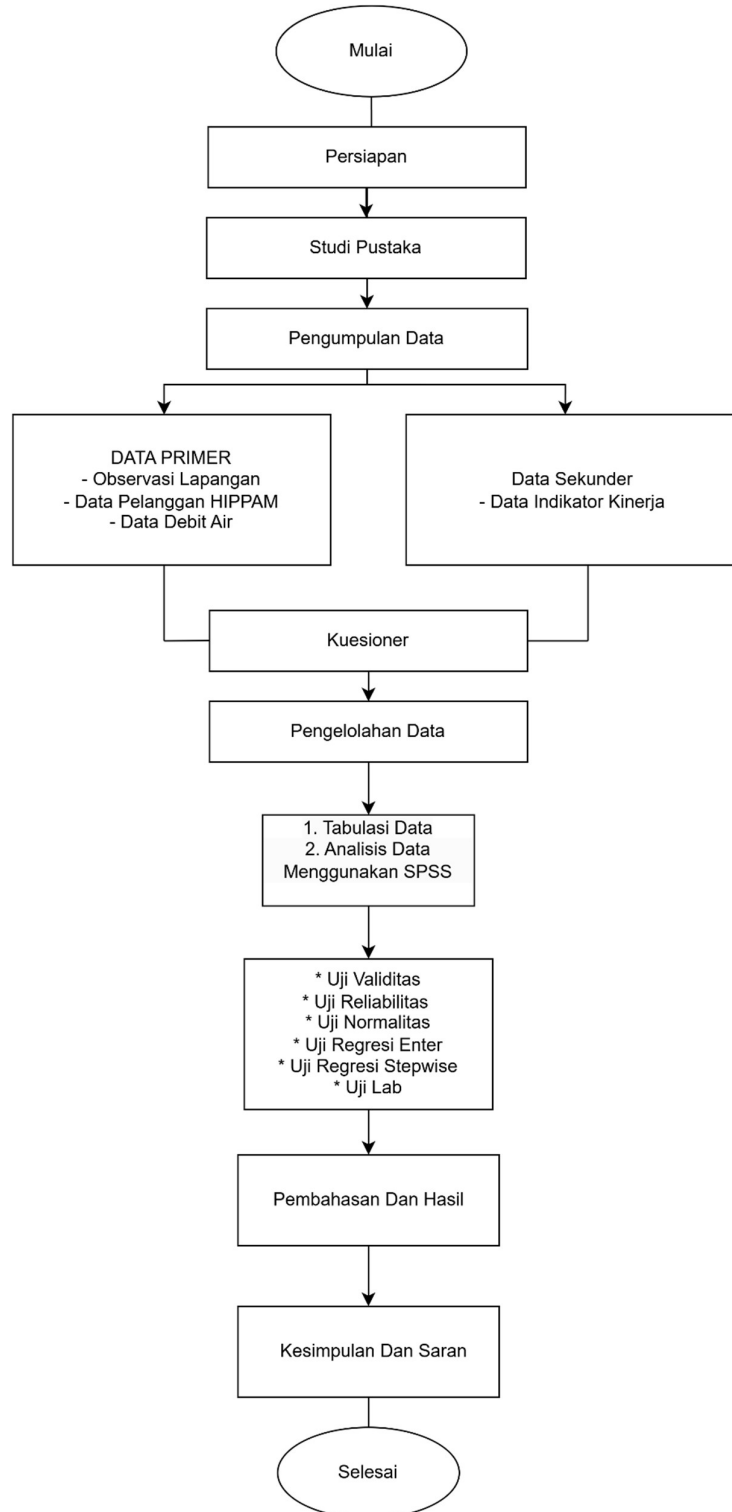 Mulai
Persiapan
Studi Pustaka
Pengumpulan Data
DATA PRIMER
- Observasi Lapangan
- Data Pelanggan HIPPAM
- Data Debit Air
Data Sekunder
- Data Indikator Kinerja
Kuesioner
Pengelolahan Data
1. Tabulasi Data
2. Analisis Data
Menggunakan SPSS
* Uji Validitas
* Uji Reliabilitas
* Uji Normalitas
* Uji Regresi Enter
* Uji Regresi Stepwise
* Uji Lab
Pembahasan Dan Hasil
Kesimpulan Dan Saran
Selesai